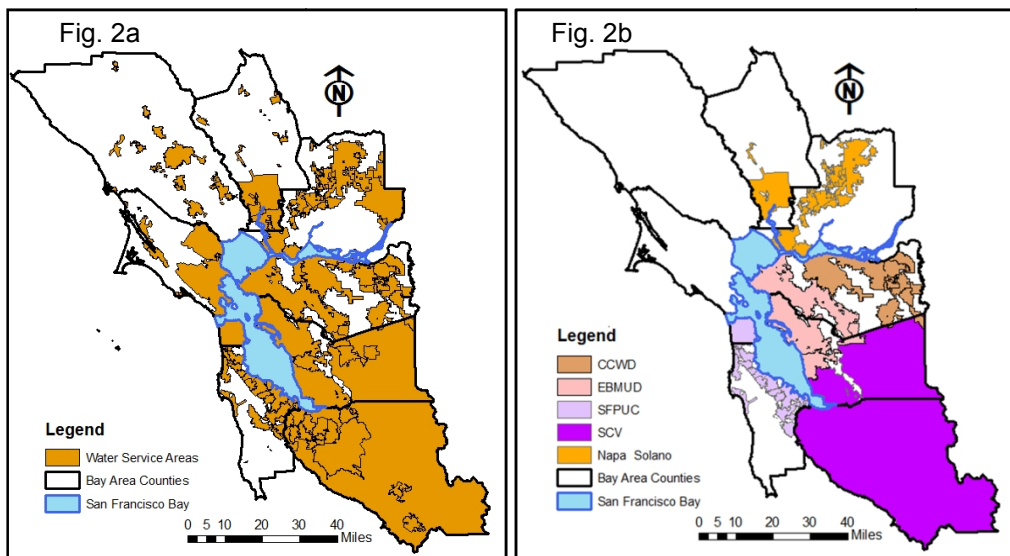 Fig. 2a
N
Legend
Water Service Areas
Bay Area Counties
San Francisco Bay
0 5 10 20 30 40
Miles
Fig. 2b
N
Legend
CCWD
EBMUD
SFPUC
SCV
Napa Solano
Bay Area Counties
San Francisco Bay
0 5 10 20 30 40
Miles